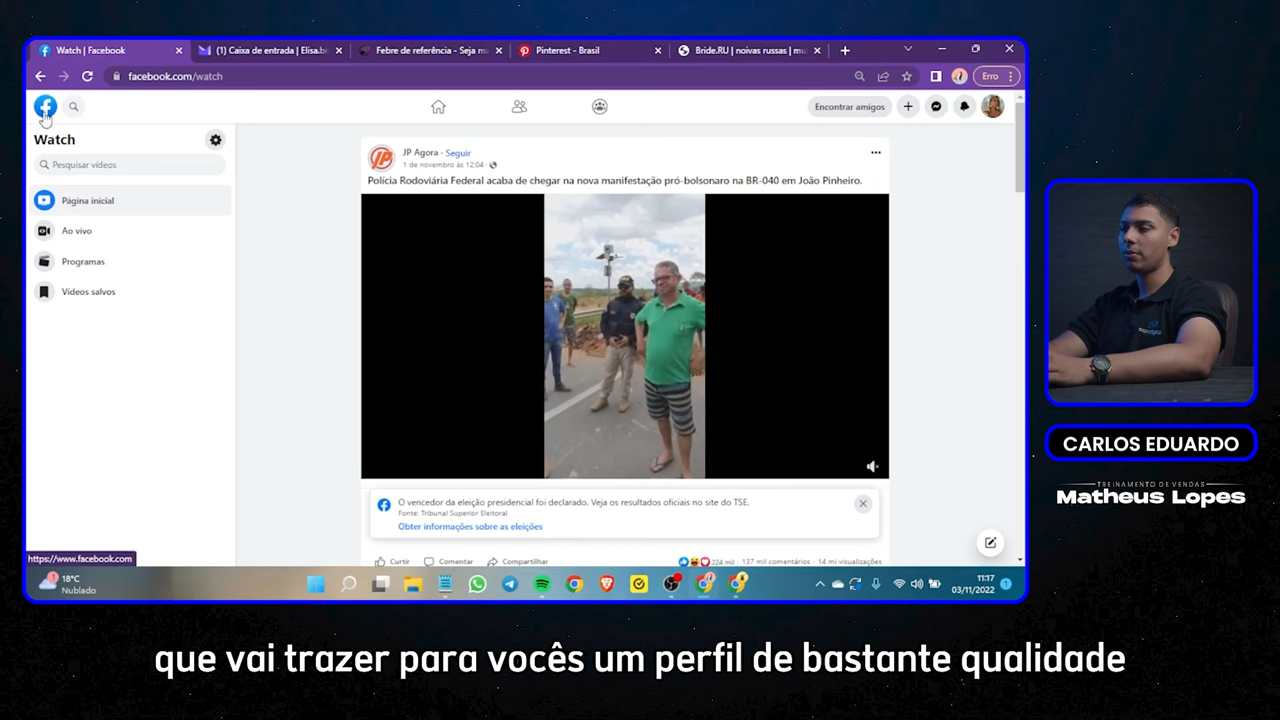 Watch | Facebook
(1) Caixa de entrada | Elisa.br
Febre de referência - Seja m
Pinterest - Brasil
Bride.RU | noivas russas | mu
facebook.com/watch
Erro
Encontrar amigos
Watch
Pesquisar vídeos
Página inicial
Ao vivo
Programas
Vídeos salvos
JP Agora · Seguir
1 de novembro às 12:04 ·
Polícia Rodoviária Federal acaba de chegar na nova manifestação pró-bolsonaro na BR-040 em João Pinheiro.
O vencedor da eleição presidencial foi declarado. Veja os resultados oficiais no site do TSE.
Fonte: Tribunal Superior Eleitoral
Obter informações sobre as eleições
Curtir
Comentar
Compartilhar
224 mil · 137 mil comentários · 14 mi visualizações
https://www.facebook.com
1
18°C
Nublado
11:17
03/11/2022
1
CARLOS EDUARDO
TREINAMENTO DE VENDAS
Matheus Lopes
que vai trazer para vocês um perfil de bastante qualidade